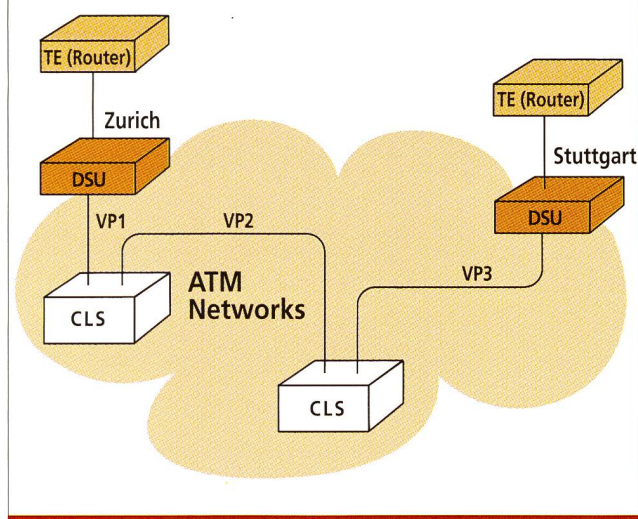 TE (Router)
Zurich
DSU
VP1
VP2
CLS
ATM
Networks
TE (Router)
Stuttgart
DSU
VP3
CLS